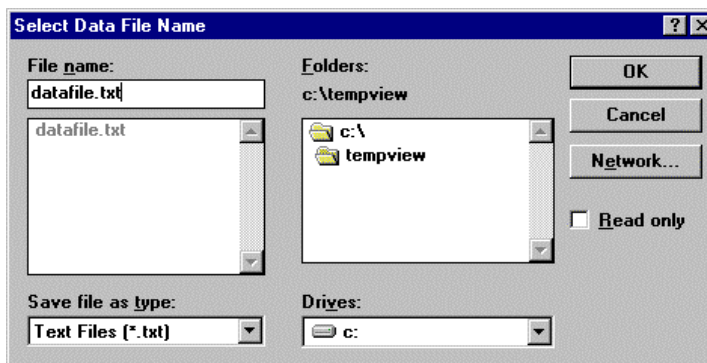 Select Data File Name
File name:
datafile.txt
datafile.txt
Save file as type:
Text Files (*.txt)
Folders:
c:\tempview
c:\
tempview
Drives:
c:
OK
Cancel
Network...
Read only